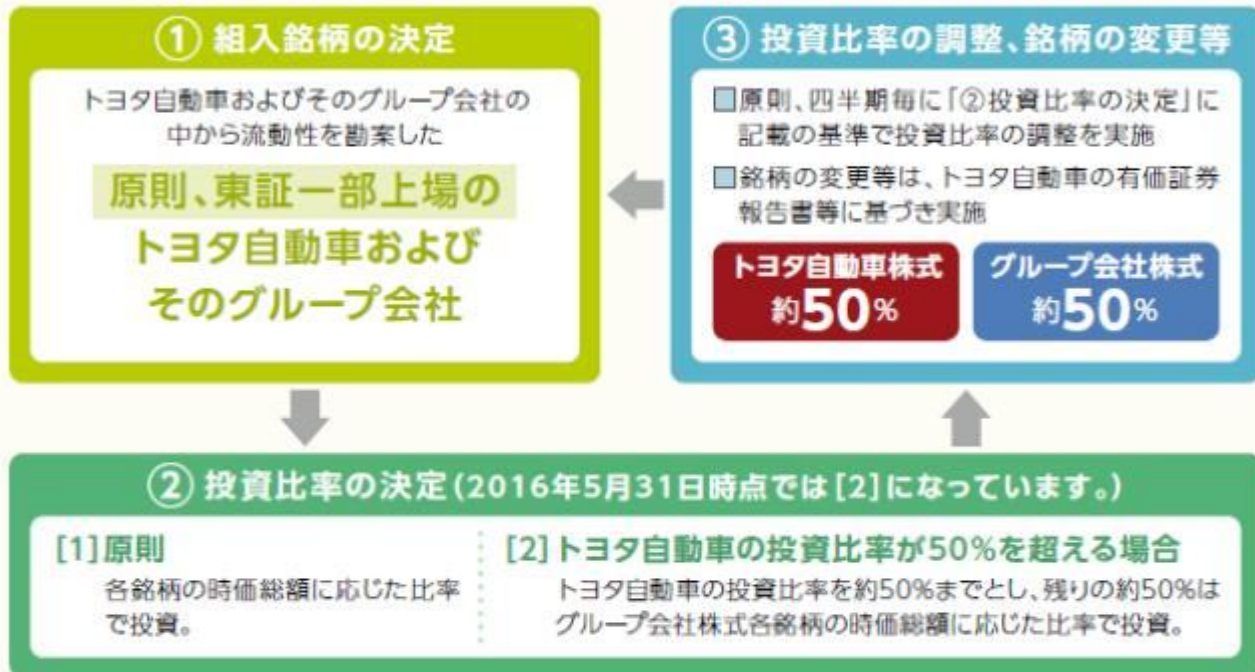 ① 組入銘柄の決定
トヨタ自動車およびそのグループ会社の
中から流動性を勘案した
原則、東証一部上場の
トヨタ自動車および
そのグループ会社
② 投資比率の決定(2016年5月31日時点では[2]になっています。)
[1]原則
各銘柄の時価総額に応じた比率
で投資。
[2]トヨタ自動車の投資比率が50%を超える場合
トヨタ自動車の投資比率を約50%までとし、残りの約50%は
グループ会社株式各銘柄の時価総額に応じた比率で投資。
③ 投資比率の調整、銘柄の変更等
□原則、四半期毎に「②投資比率の決定」に
記載の基準で投資比率の調整を実施
□銘柄の変更等は、トヨタ自動車の有価証券
報告書等に基づき実施
トヨタ自動車株式
約50%
グループ会社株式
約50%